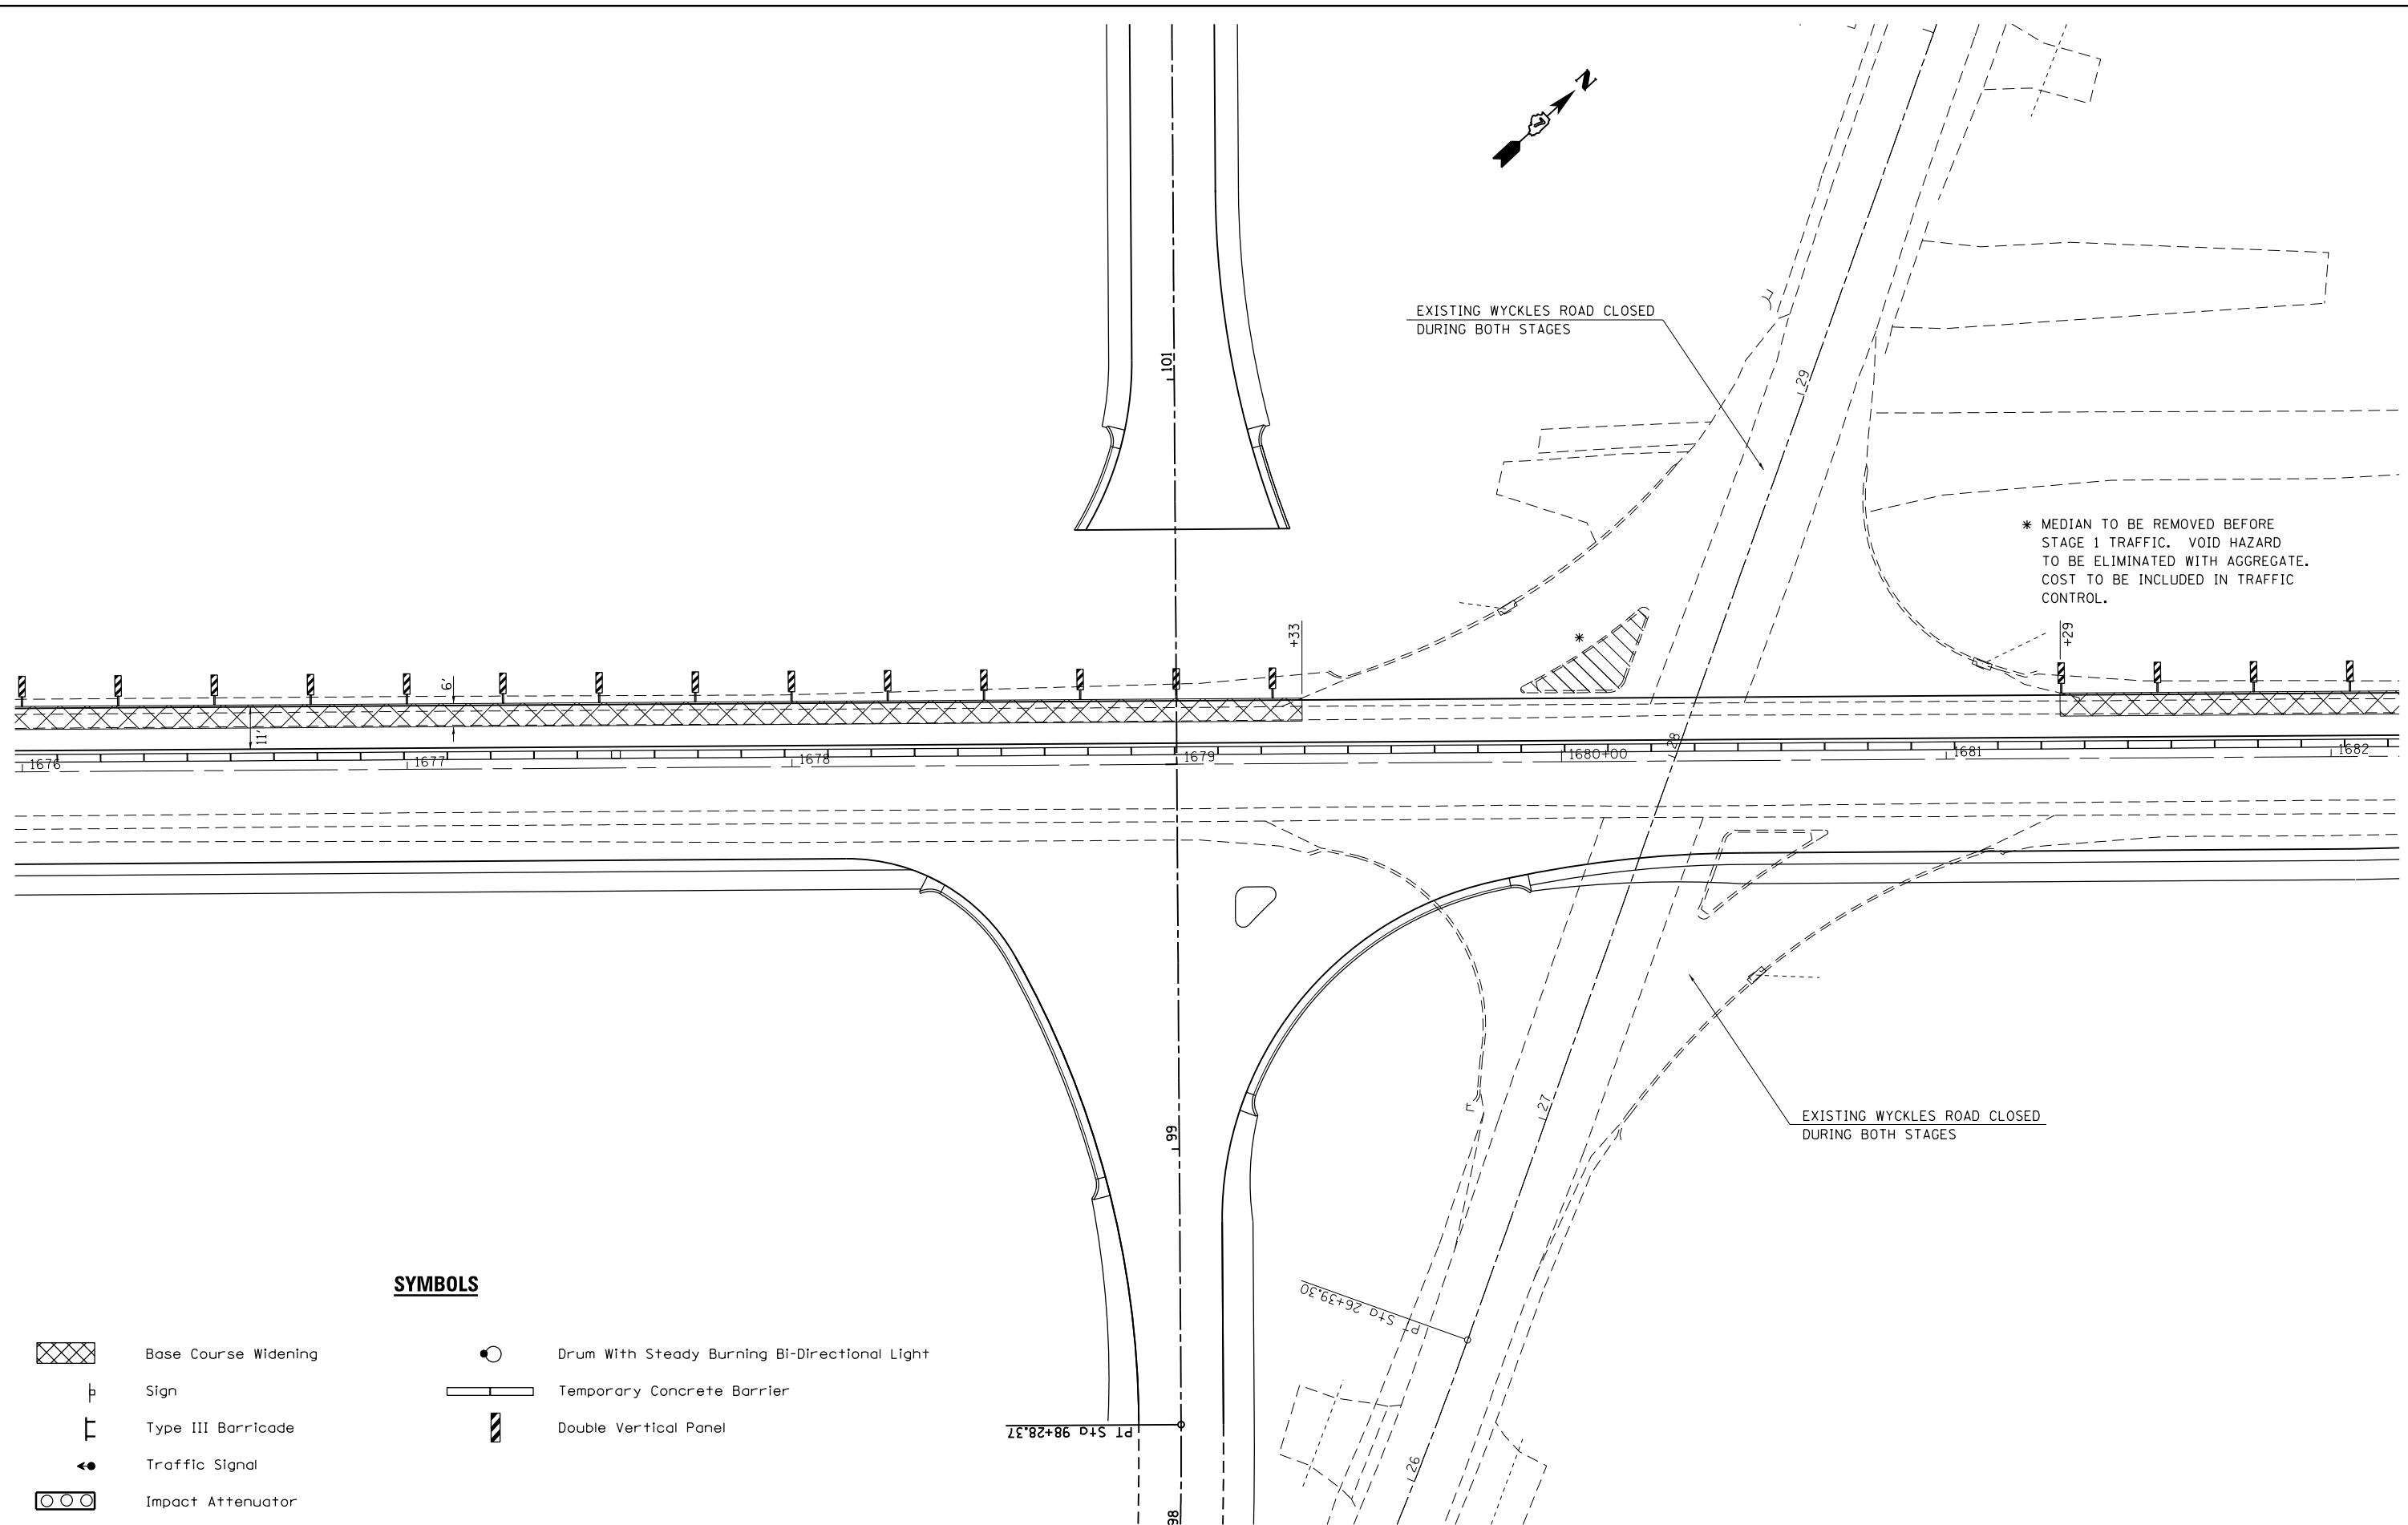 N
101
EXISTING WYCKLES ROAD CLOSED
DURING BOTH STAGES
29
* MEDIAN TO BE REMOVED BEFORE
STAGE 1 TRAFFIC. VOID HAZARD
TO BE ELIMINATED WITH AGGREGATE.
COST TO BE INCLUDED IN TRAFFIC
CONTROL.
*
+33
+29
6'
11'
28
1676
1677
1678
1679
1680+00
1681
1682
27
99
EXISTING WYCKLES ROAD CLOSED
DURING BOTH STAGES
PT Sta 26+39.30
PT Sta 98+28.37
26
98
SYMBOLS
Base Course Widening
Sign
Type III Barricade
Traffic Signal
Impact Attenuator
Drum With Steady Burning Bi-Directional Light
Temporary Concrete Barrier
Double Vertical Panel